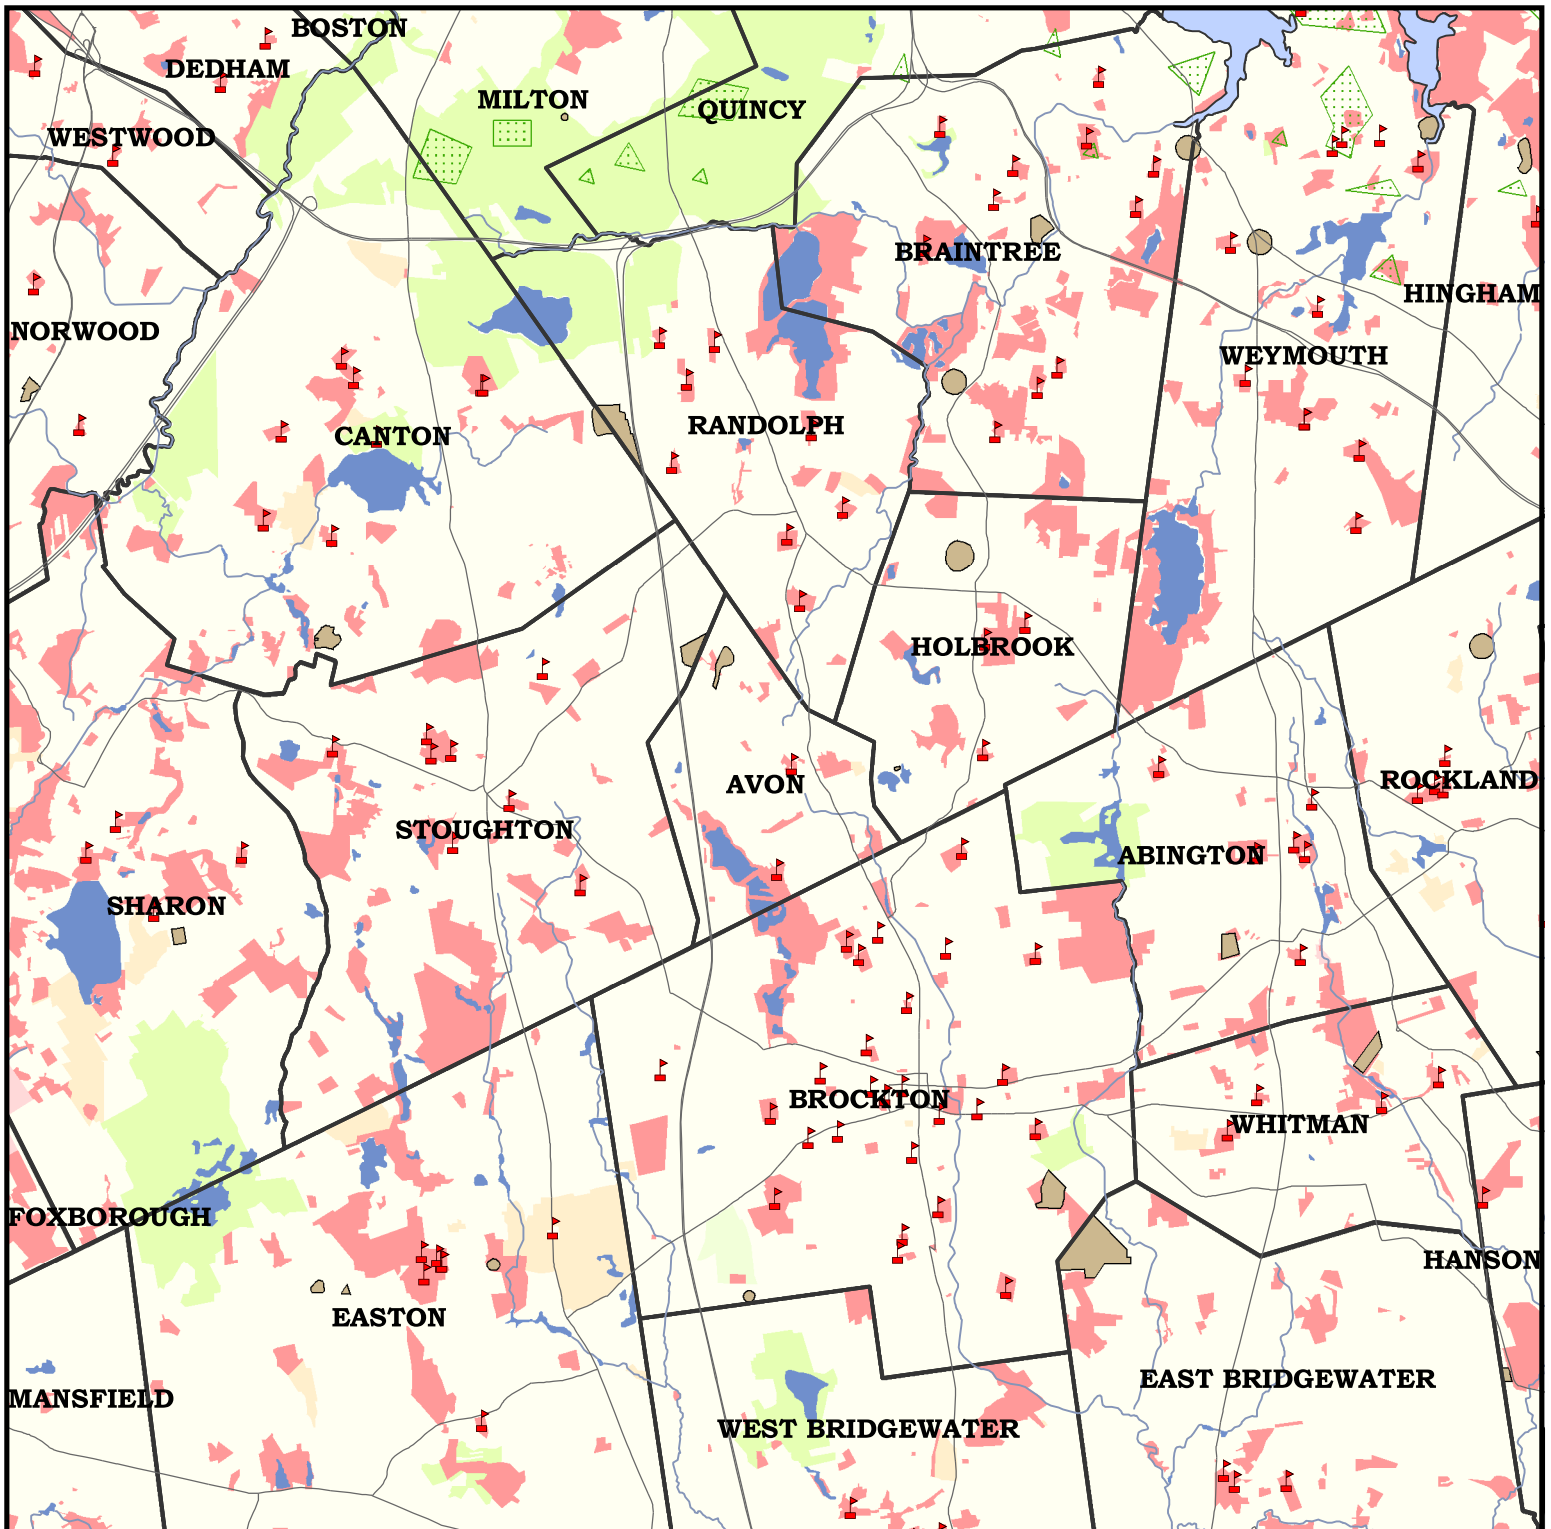 BOSTON
DEDHAM
MILTON
QUINCY
WESTWOOD
BRAINTREE
HINGHAM
NORWOOD
WEYMOUTH
RANDOLPH
CANTON
HOLBROOK
AVON
ROCKLAND
STOUGHTON
ABINGTON
SHARON
BROCKTON
WHITMAN
FOXBOROUGH
HANSON
EASTON
EAST BRIDGEWATER
MANSFIELD
WEST BRIDGEWATER